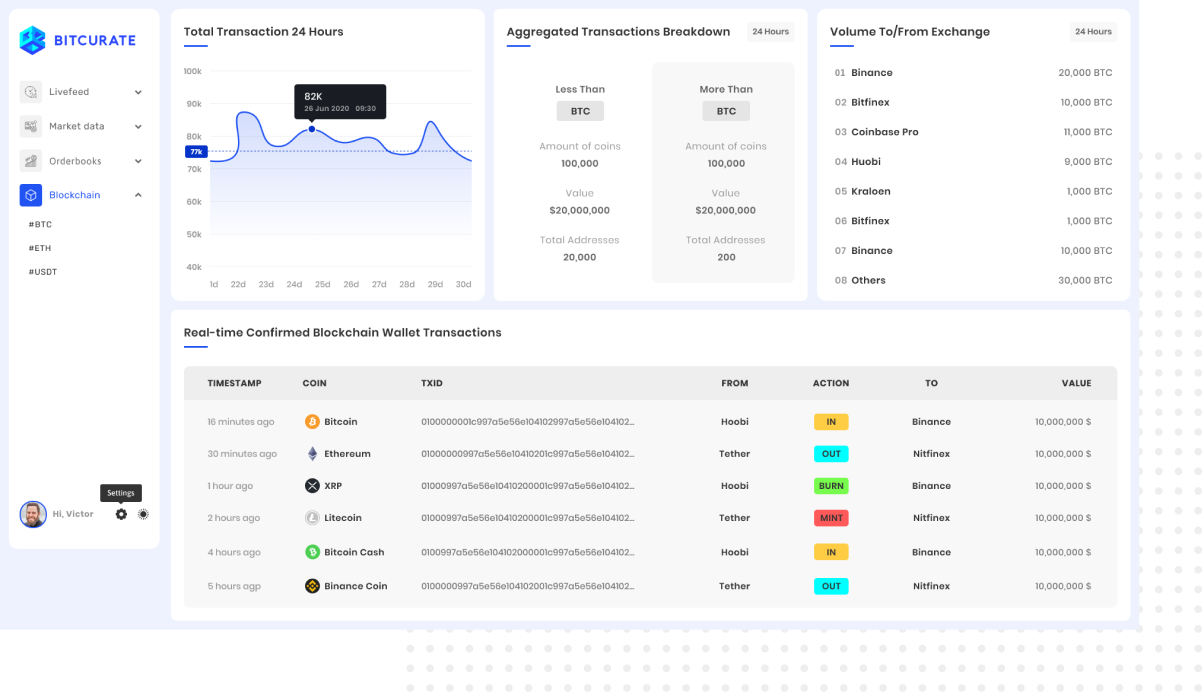 BITCURATE
Livefeed
Market data
Orderbooks
Blockchain
#BTC
#ETH
#USDT
Settings
Hi, Victor
Total Transaction 24 Hours
100k
90k
80k
77k
70k
60k
50k
40k
82K
26 Jun 2020 09:30
1d 22d 23d 24d 25d 26d 27d 28d 29d 30d
Aggregated Transactions Breakdown 24 Hours
Less Than
BTC
Amount of coins
100,000
Value
$20,000,000
Total Addresses
20,000
More Than
BTC
Amount of coins
100,000
Value
$20,000,000
Total Addresses
200
Volume To/From Exchange 24 Hours
01 Binance 20,000 BTC
02 Bitfinex 10,000 BTC
03 Coinbase Pro 11,000 BTC
04 Huobi 9,000 BTC
05 Kraloen 1,000 BTC
06 Bitfinex 1,000 BTC
07 Binance 10,000 BTC
08 Others 30,000 BTC
Real-time Confirmed Blockchain Wallet Transactions
TIMESTAMP COIN TXID FROM ACTION TO VALUE
16 minutes ago Bitcoin 0100000001c997a5e56e104102997a5e56e104102... Hoobi IN Binance 10,000,000 $
30 minutes ago Ethereum 01000000997a5e56e10410201c997a5e56e104102... Tether OUT Nitfinex 10,000,000 $
1 hour ago XRP 01000997a5e56e104102000001c997a5e56e104102... Hoobi BURN Binance 10,000,000 $
2 hours ago Litecoin 01000997a5e56e104102000001c997a5e56e104102... Tether MINT Nitfinex 10,000,000 $
4 hours ago Bitcoin Cash 0100997a5e56e104102000001c997a5e56e104102... Hoobi IN Binance 10,000,000 $
5 hours agp Binance Coin 0100000997a5e56e104102001c997a5e56e104102... Tether OUT Nitfinex 10,000,000 $